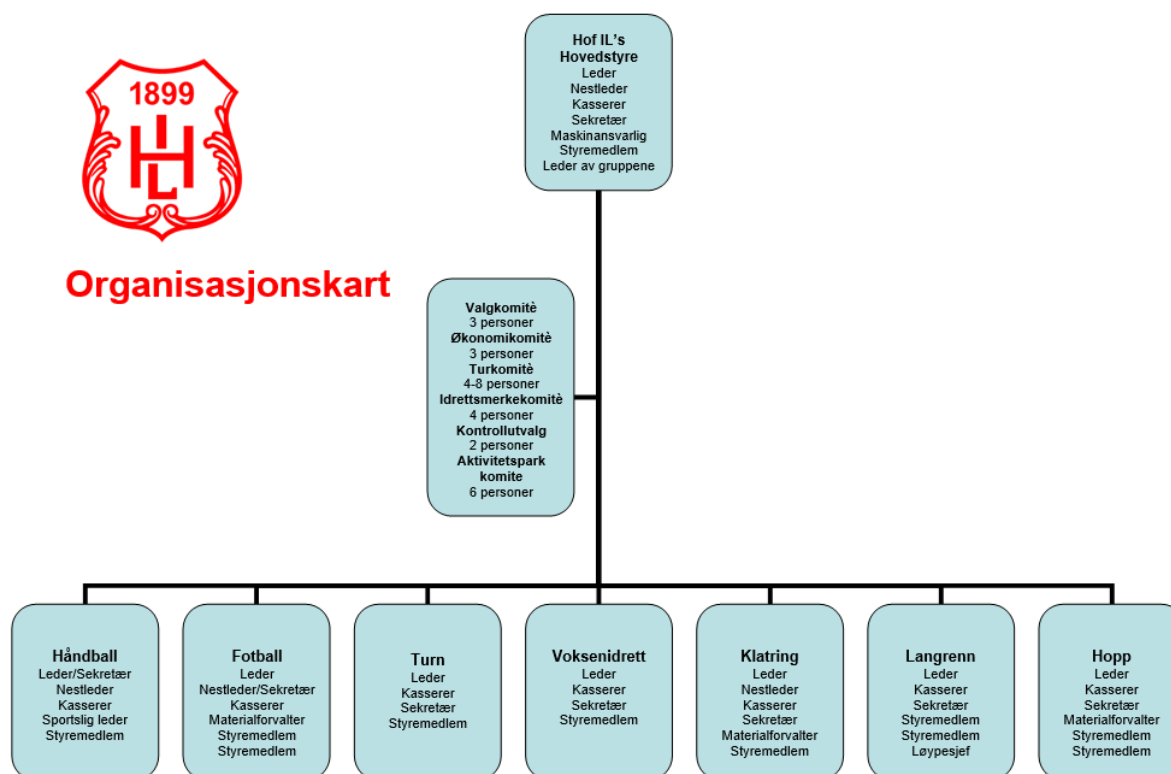 1899
HIL
Organisasjonskart
Hof IL's
Hovedstyre
Leder
Nestleder
Kasserer
Sekretær
Maskinansvarlig
Styremedlem
Leder av gruppene
Valgkomitè
3 personer
Økonomikomitè
3 personer
Turkomitè
4-8 personer
Idrettsmerkekomitè
4 personer
Kontrollutvalg
2 personer
Aktivitetspark
komite
6 personer
Håndball
Leder/Sekretær
Nestleder
Kasserer
Sportslig leder
Styremedlem
Fotball
Leder
Nestleder/Sekretær
Kasserer
Materialforvalter
Styremedlem
Styremedlem
Turn
Leder
Kasserer
Sekretær
Styremedlem
Voksenidrett
Leder
Kasserer
Sekretær
Styremedlem
Klatring
Leder
Nestleder
Kasserer
Sekretær
Materialforvalter
Styremedlem
Langrenn
Leder
Kasserer
Sekretær
Styremedlem
Styremedlem
Løypesjef
Hopp
Leder
Kasserer
Sekretær
Materialforvalter
Styremedlem
Styremedlem